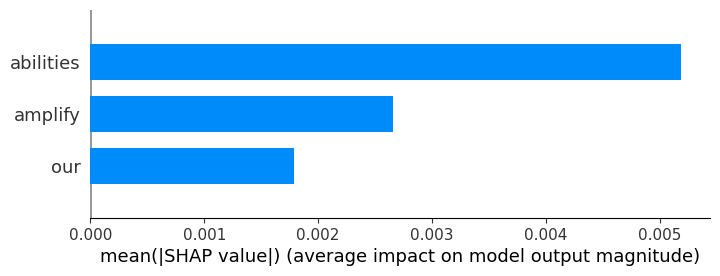 abilities
amplify
our
0.000 0.001 0.002 0.003 0.004 0.005
mean(|SHAP value|) (average impact on model output magnitude)